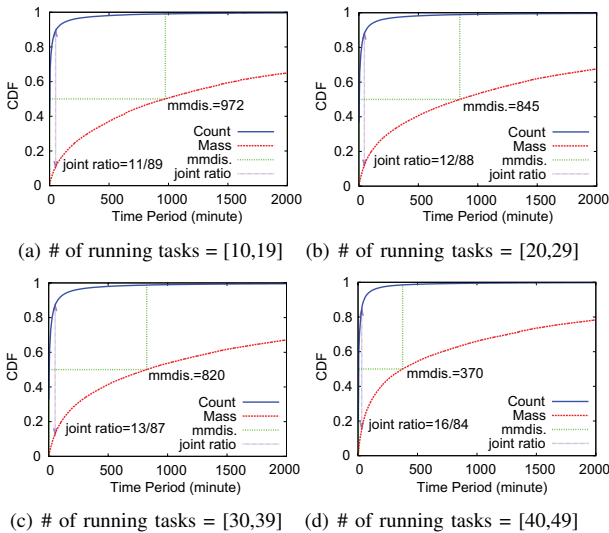 1
0.8
0.6
0.4
0.2
0
CDF
mmdis.=972
joint ratio=11/89
Count
Mass
mmdis.
joint ratio
0 500 1000 1500 2000
Time Period (minute)
(a) # of running tasks = [10,19]
1
0.8
0.6
0.4
0.2
0
CDF
mmdis.=845
joint ratio=12/88
Count
Mass
mmdis.
joint ratio
0 500 1000 1500 2000
Time Period (minute)
(b) # of running tasks = [20,29]
1
0.8
0.6
0.4
0.2
0
CDF
mmdis.=820
joint ratio=13/87
Count
Mass
mmdis.
joint ratio
0 500 1000 1500 2000
Time Period (minute)
(c) # of running tasks = [30,39]
1
0.8
0.6
0.4
0.2
0
CDF
mmdis.=370
joint ratio=16/84
Count
Mass
mmdis.
joint ratio
0 500 1000 1500 2000
Time Period (minute)
(d) # of running tasks = [40,49]